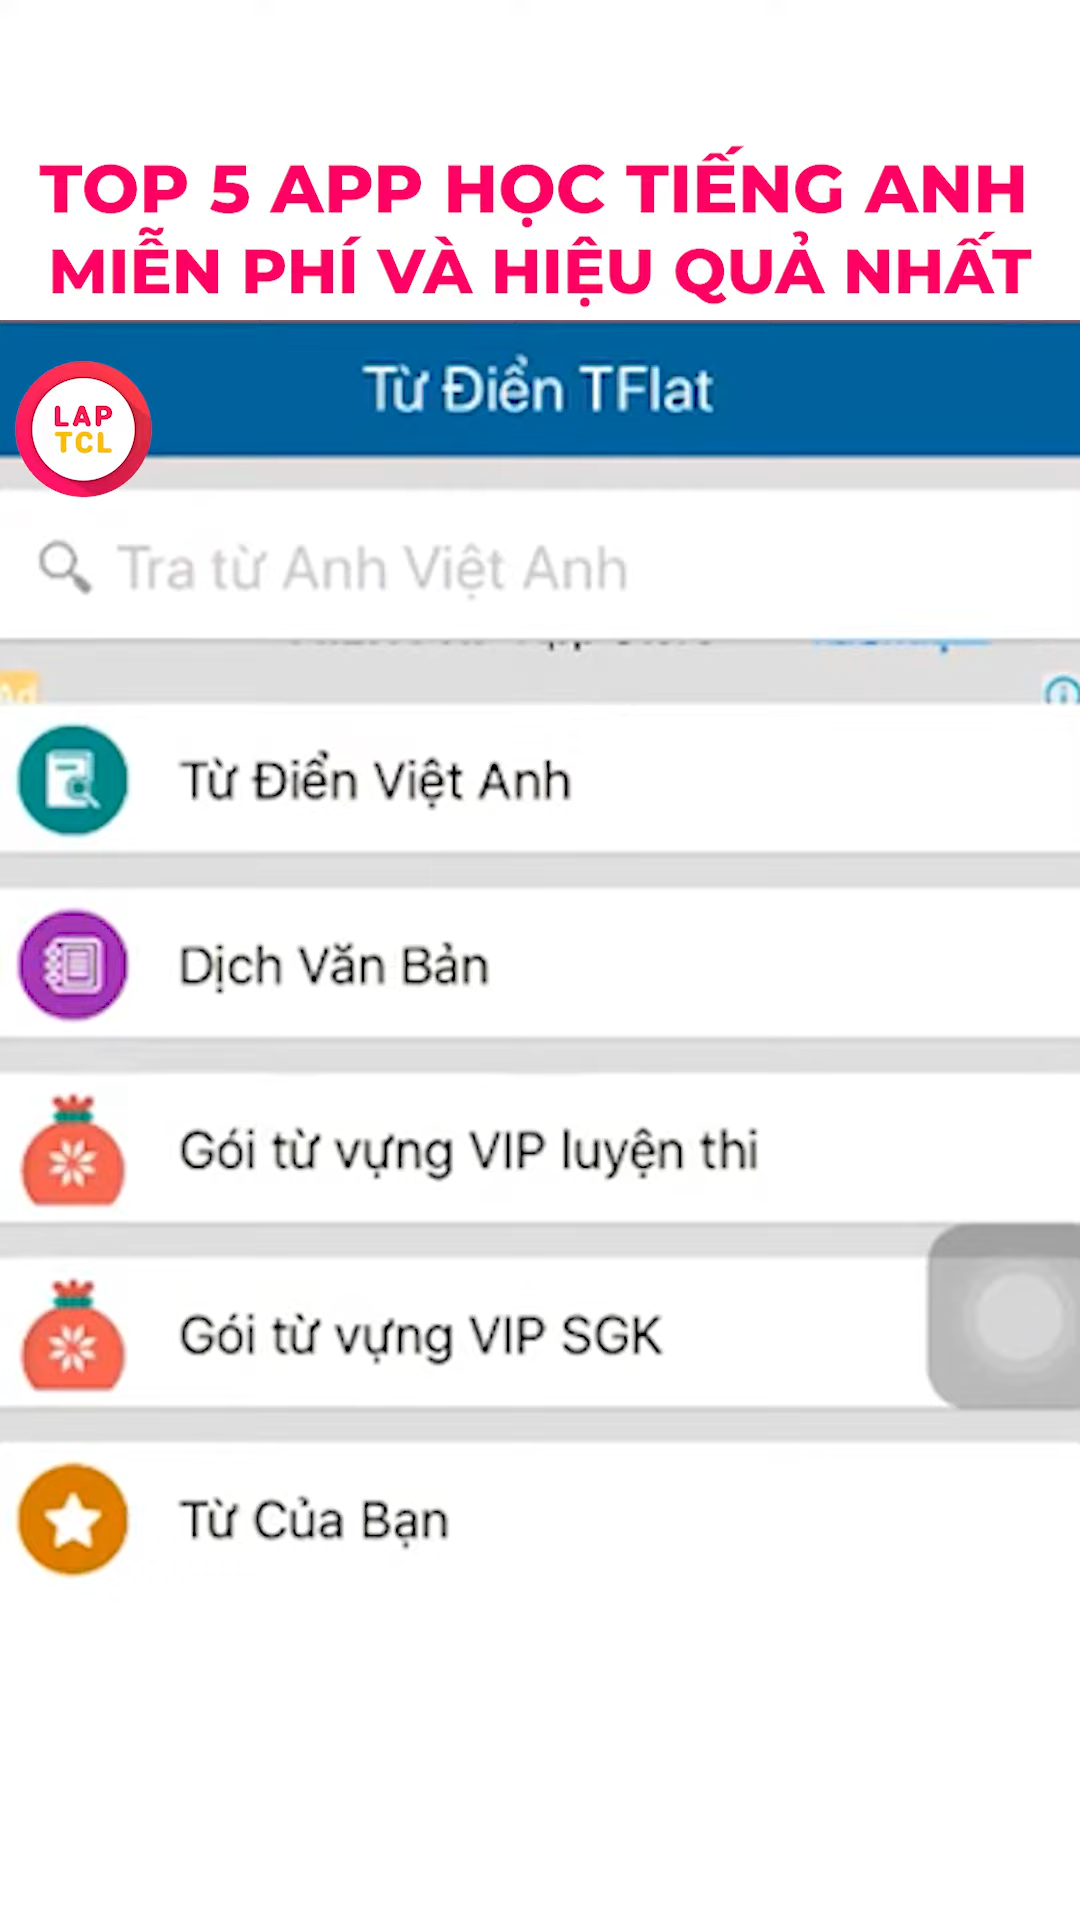 TOP 5 APP HỌC TIẾNG ANH
MIỄN PHÍ VÀ HIỆU QUẢ NHẤT
Từ Điển TFlat
LAP
TCL
Tra từ Anh Việt Anh
Ad
Từ Điển Việt Anh
Dịch Văn Bản
Gói từ vựng VIP luyện thi
Gói từ vựng VIP SGK
Từ Của Bạn